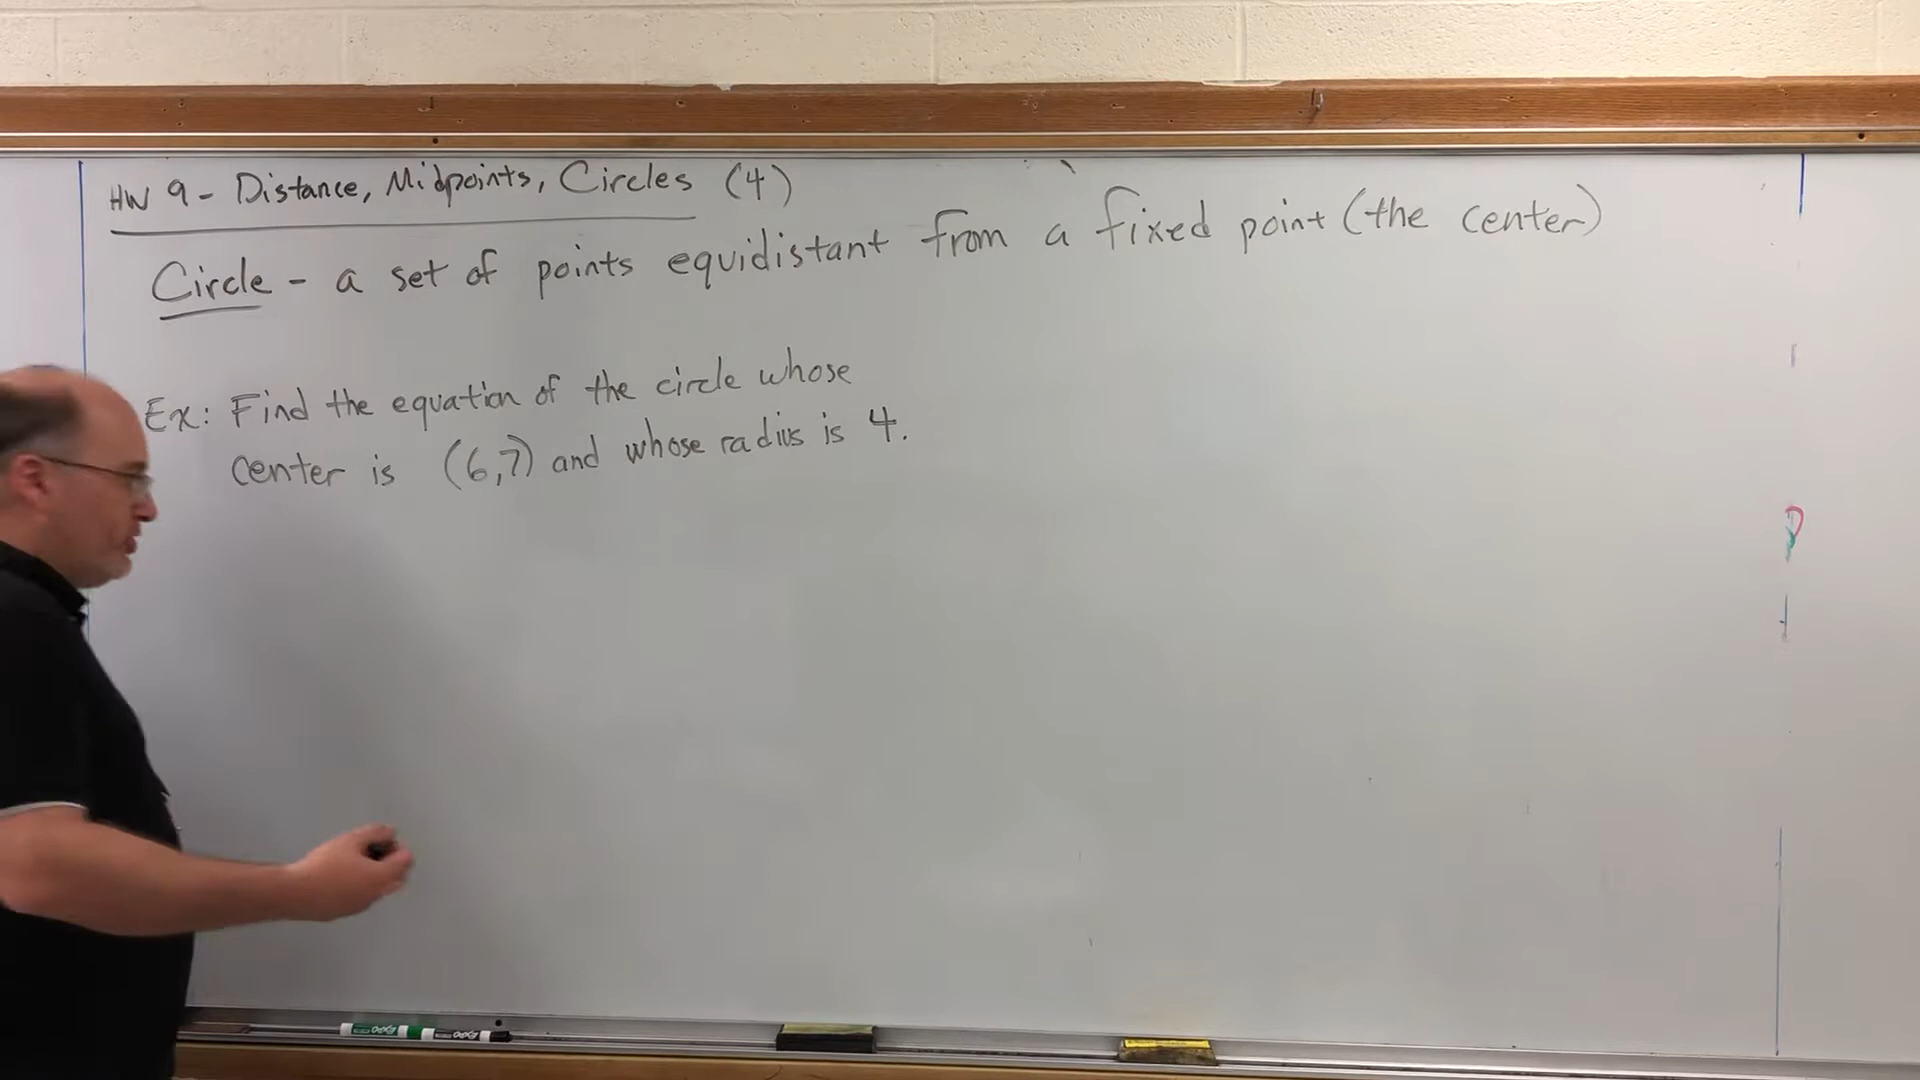 HW 9 - Distance, Midpoints, Circles (4)
Circle - a set of points equidistant from a fixed point (the center)
Ex: Find the equation of the circle whose
center is (6,7) and whose radius is 4.